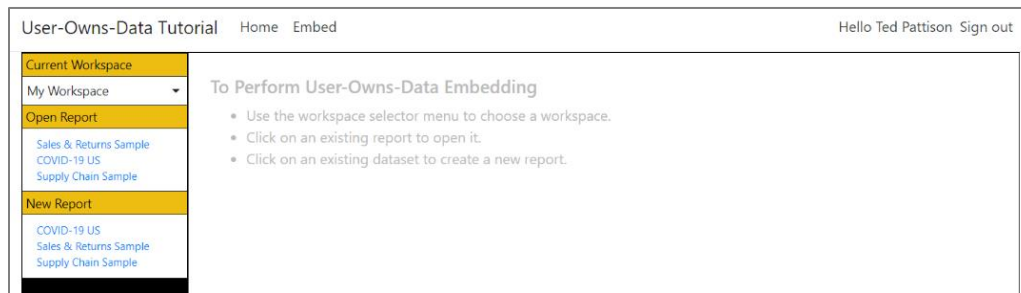 User-Owns-Data Tutorial Home Embed Hello Ted Pattison Sign out
Current Workspace
My Workspace
Open Report
Sales & Returns Sample
COVID-19 US
Supply Chain Sample
New Report
COVID-19 US
Sales & Returns Sample
Supply Chain Sample
To Perform User-Owns-Data Embedding
• Use the workspace selector menu to choose a workspace.
• Click on an existing report to open it.
• Click on an existing dataset to create a new report.